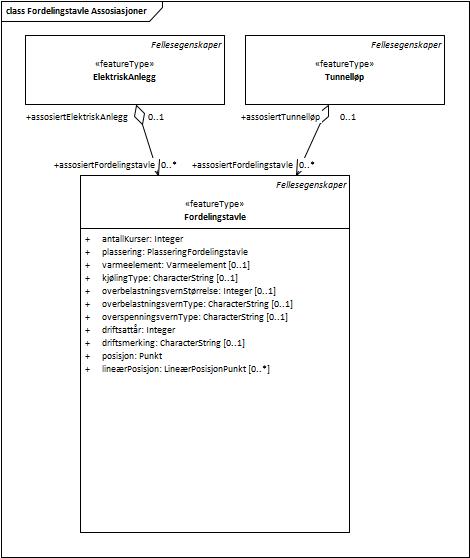 class Fordelingstavle Assosiasjoner
Fellesegenskaper
«featureType»
ElektriskAnlegg
Fellesegenskaper
«featureType»
Tunnelløp
+assosiertElektriskAnlegg 0..1
+assosiertTunnelløp 0..1
+assosiertFordelingstavle 0..*
+assosiertFordelingstavle 0..*
Fellesegenskaper
«featureType»
Fordelingstavle
+ antallKurser: Integer
+ plassering: PlasseringFordelingstavle
+ varmeelement: Varmeelement [0..1]
+ kjølingType: CharacterString [0..1]
+ overbelastningsvernStørrelse: Integer [0..1]
+ overbelastningsvernType: CharacterString [0..1]
+ overspenningsvernType: CharacterString [0..1]
+ driftsattår: Integer
+ driftsmerking: CharacterString [0..1]
+ posisjon: Punkt
+ lineærPosisjon: LineærPosisjonPunkt [0..*]